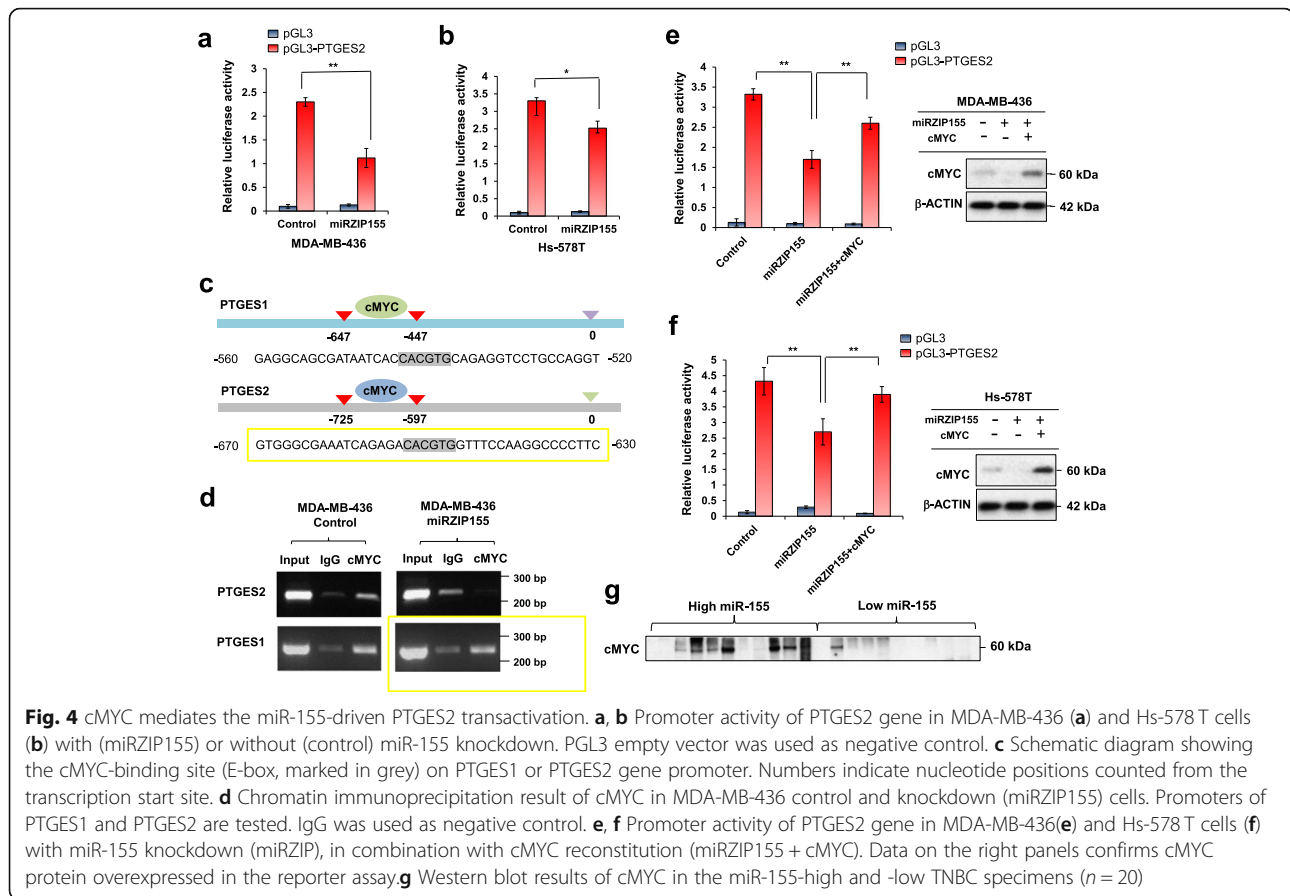 a
pGL3
pGL3-PTGES2
Relative luciferase activity
3
2.5
2
1.5
1
0.5
0
**
Control
miRZIP155
MDA-MB-436
b
Relative luciferase activity
4
3.5
3
2.5
2
1.5
1
0.5
0
*
Control
miRZIP155
Hs-578T
e
pGL3
pGL3-PTGES2
Relative luciferase activity
4
3.5
3
2.5
2
1.5
1
0.5
0
** **
Control
miRZIP155
miRZIP155+cMYC
MDA-MB-436
miRZIP155 – + +
cMYC – – +
cMYC 60 kDa
β-ACTIN 42 kDa
c
PTGES1
cMYC
-647 -447 0
-560 GAGGCAGCGATAATCACCACGTGCAGAGGTCCTGCCAGGT -520
PTGES2
cMYC
-725 -597 0
-670 GTGGGCGAAATCAGAGACACGTGGTTTCCAAGGCCCCTTC -630
f
pGL3
pGL3-PTGES2
Relative luciferase activity
5
4.5
4
3.5
3
2.5
2
1.5
1
0.5
0
** **
Control
miRZIP155
miRZIP155+cMYC
Hs-578T
miRZIP155 – + +
cMYC – – +
cMYC 60 kDa
β-ACTIN 42 kDa
d
MDA-MB-436 Control
MDA-MB-436 miRZIP155
Input IgG cMYC Input IgG cMYC
PTGES2
300 bp
200 bp
PTGES1
300 bp
200 bp
g
High miR-155 Low miR-155
cMYC 60 kDa
Fig. 4 cMYC mediates the miR-155-driven PTGES2 transactivation. a, b Promoter activity of PTGES2 gene in MDA-MB-436 (a) and Hs-578 T cells
(b) with (miRZIP155) or without (control) miR-155 knockdown. PGL3 empty vector was used as negative control. c Schematic diagram showing
the cMYC-binding site (E-box, marked in grey) on PTGES1 or PTGES2 gene promoter. Numbers indicate nucleotide positions counted from the
transcription start site. d Chromatin immunoprecipitation result of cMYC in MDA-MB-436 control and knockdown (miRZIP155) cells. Promoters of
PTGES1 and PTGES2 are tested. IgG was used as negative control. e, f Promoter activity of PTGES2 gene in MDA-MB-436(e) and Hs-578 T cells (f)
with miR-155 knockdown (miRZIP), in combination with cMYC reconstitution (miRZIP155 + cMYC). Data on the right panels confirms cMYC
protein overexpressed in the reporter assay.g Western blot results of cMYC in the miR-155-high and -low TNBC specimens (n = 20)